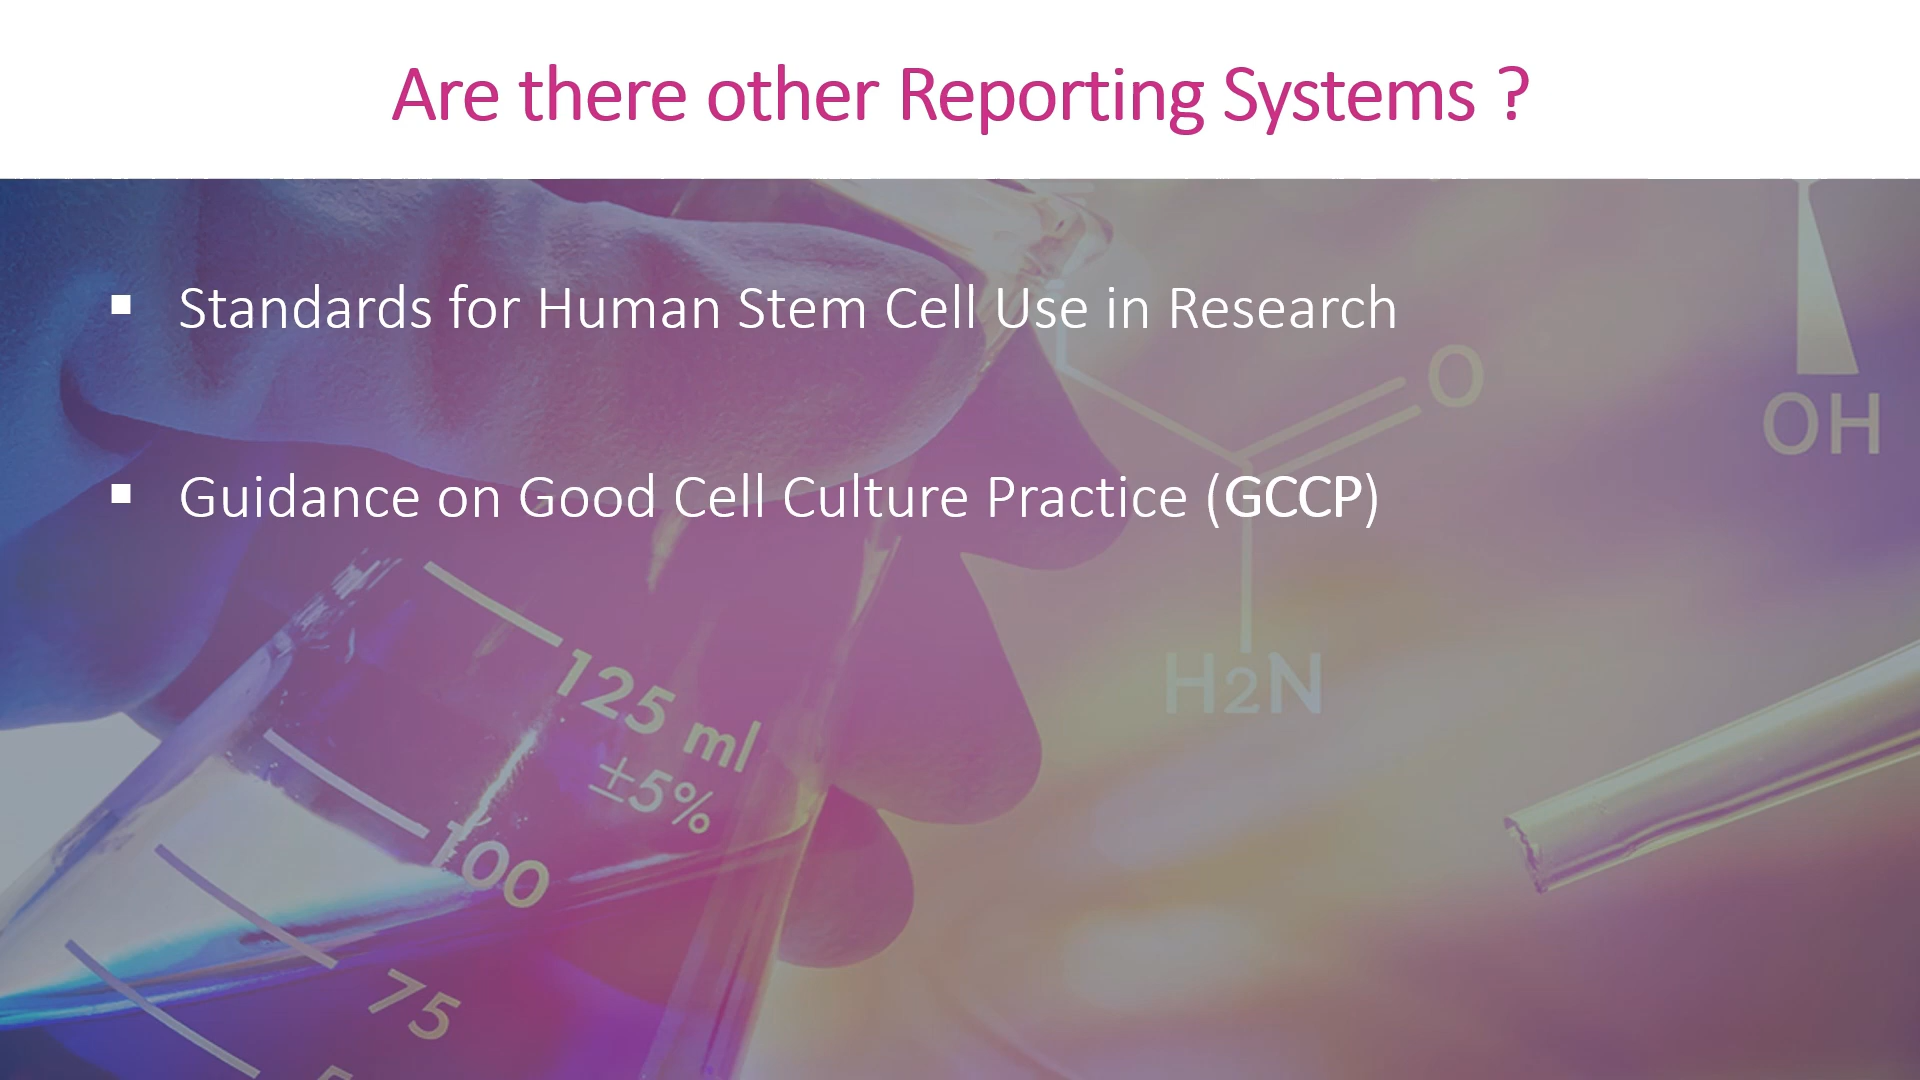 Are there other Reporting Systems ?
▪ Standards for Human Stem Cell Use in Research
O
OH
▪ Guidance on Good Cell Culture Practice (GCCP)
H2N
125 ml
±5%
100
75